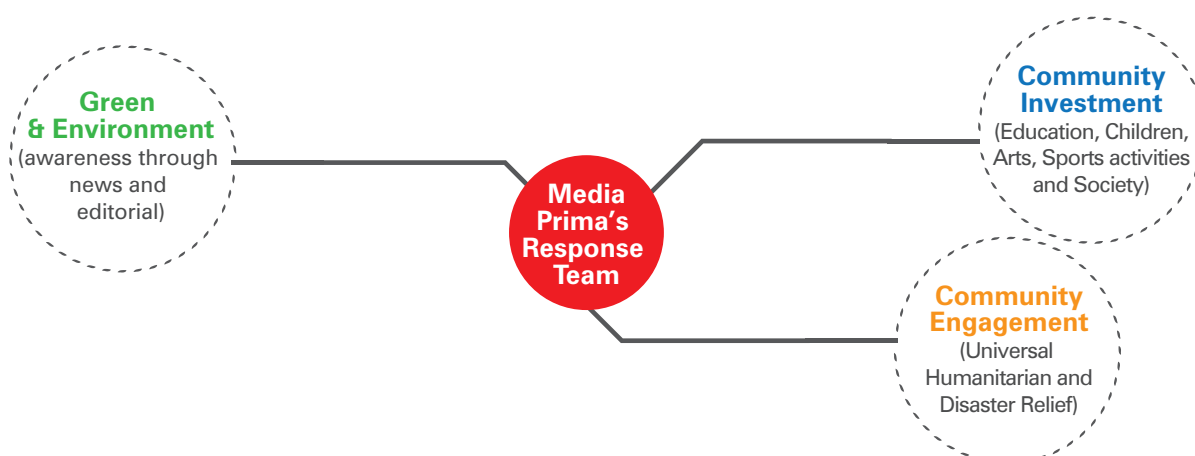 Green
& Environment
(awareness through
news and
editorial)
Media
Prima's
Response
Team
Community
Investment
(Education, Children,
Arts, Sports activities
and Society)
Community
Engagement
(Universal
Humanitarian and
Disaster Relief)